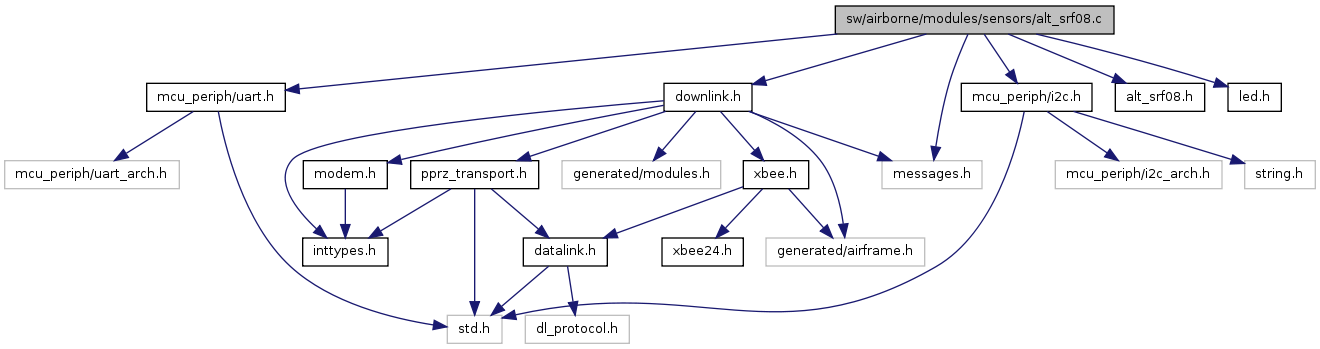 sw/airborne/modules/sensors/alt_srf08.c
mcu_periph/uart.h
downlink.h
mcu_periph/i2c.h
alt_srf08.h
led.h
mcu_periph/uart_arch.h
modem.h
pprz_transport.h
generated/modules.h
xbee.h
messages.h
mcu_periph/i2c_arch.h
string.h
inttypes.h
datalink.h
xbee24.h
generated/airframe.h
std.h
dl_protocol.h